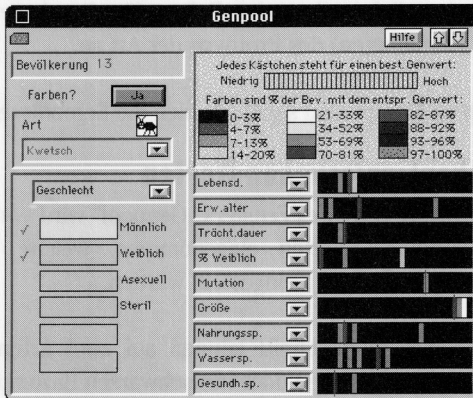 Genpool
Hilfe
Bevölkerung 13
Farben? Ja
Art
Kwetsch
Jedes Kästchen steht für einen best. Genwert:
Niedrig Hoch
Farben sind % der Bev. mit dem entspr. Genwert:
0-3% 21-33% 82-87%
4-7% 34-52% 88-92%
7-13% 53-69% 93-96%
14-20% 70-81% 97-100%
Geschlecht
Männlich
Weiblich
Asexuell
Steril
Lebensd.
Erw.alter
Trächt.dauer
% Weiblich
Mutation
Größe
Nahrungssp.
Wassersp.
Gesundh.sp.